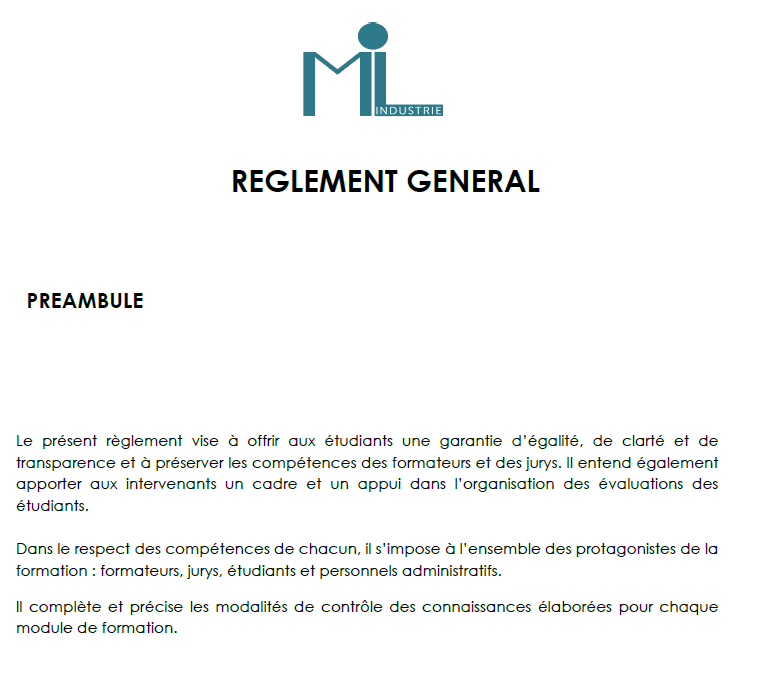 MiL
INDUSTRIE
REGLEMENT GENERAL
PREAMBULE
Le présent règlement vise à offrir aux étudiants une garantie d’égalité, de clarté et de
transparence et à préserver les compétences des formateurs et des jurys. Il entend également
apporter aux intervenants un cadre et un appui dans l’organisation des évaluations des
étudiants.
Dans le respect des compétences de chacun, il s’impose à l’ensemble des protagonistes de la
formation : formateurs, jurys, étudiants et personnels administratifs.
Il complète et précise les modalités de contrôle des connaissances élaborées pour chaque
module de formation.